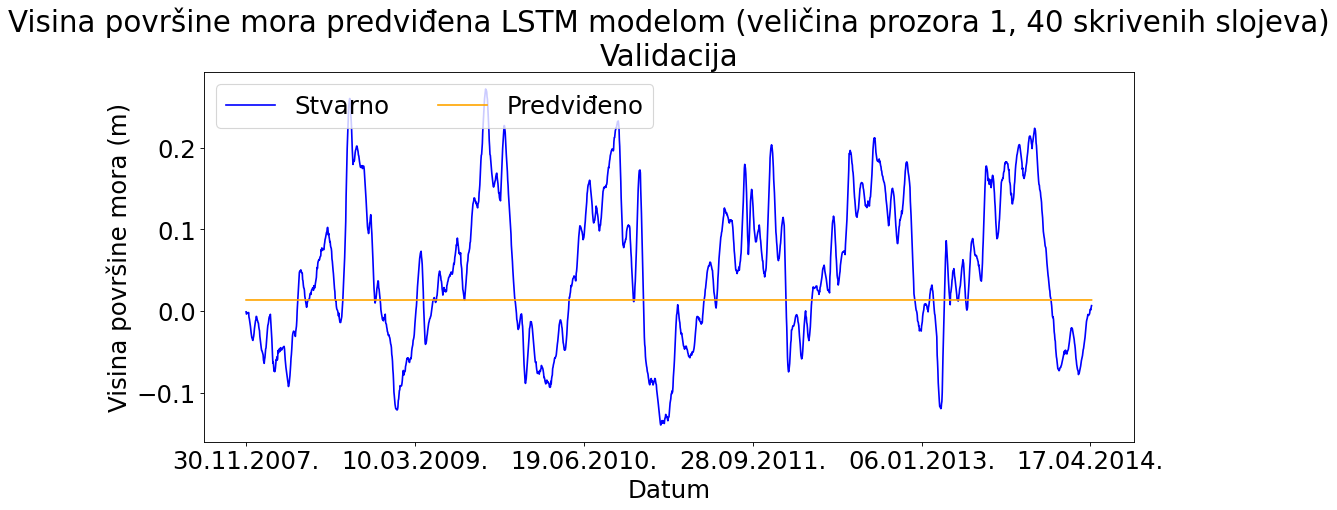 Visina površine mora predviđena LSTM modelom (veličina prozora 1, 40 skrivenih slojeva)
Validacija
Stvarno
Predviđeno
Visina površine mora (m)
0.2
0.1
0.0
−0.1
30.11.2007.
10.03.2009.
19.06.2010.
28.09.2011.
06.01.2013.
17.04.2014.
Datum